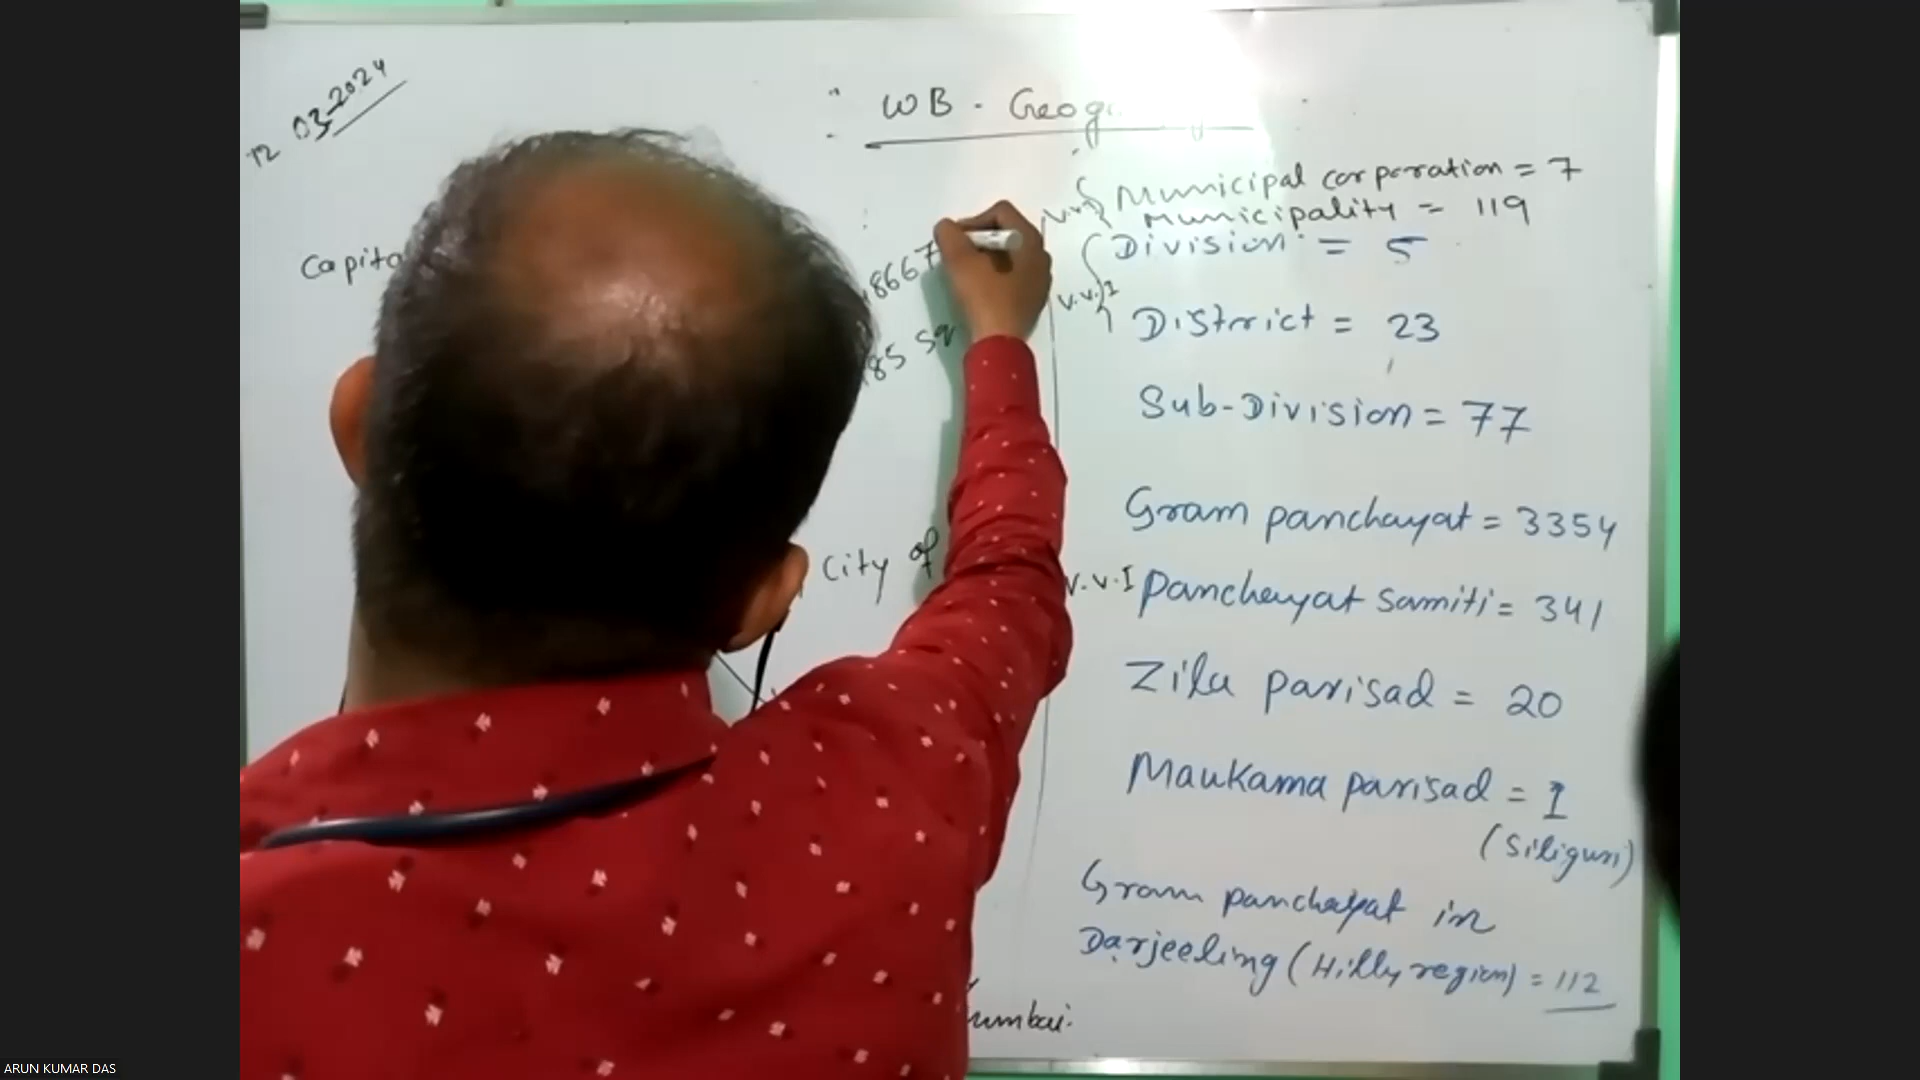 12 03-2024
WB - Geog
Municipal corporation = 7
V.V.I
Municipality = 119
Capita
Division = 5
8667
V.V.I
District = 23
85 sq
Sub-Division = 77
Gram panchayat = 3354
City of
V.V.I Panchayat samiti = 341
Zila parisad = 20
Maukama parisad = I
(Siliguri)
Gram panchayat in
Darjeeling (Hilly region) = 112
umbai.
ARUN KUMAR DAS